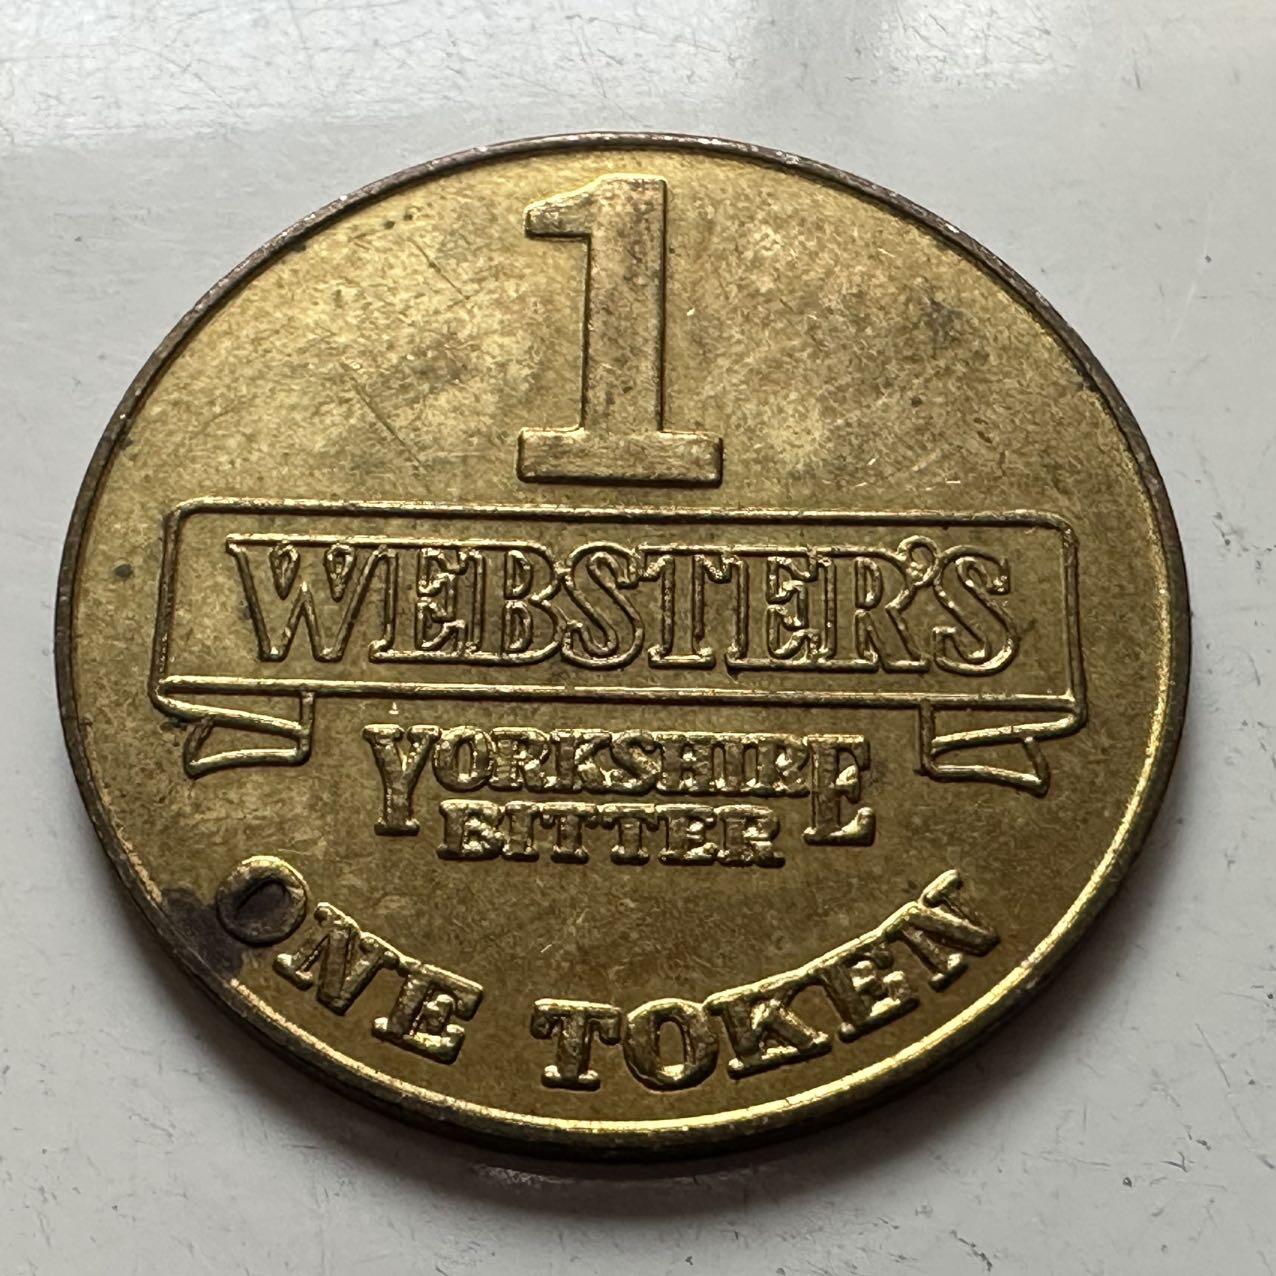 1
WEBSTER'S
YORKSHIRE
BITTER
ONE TOKEN